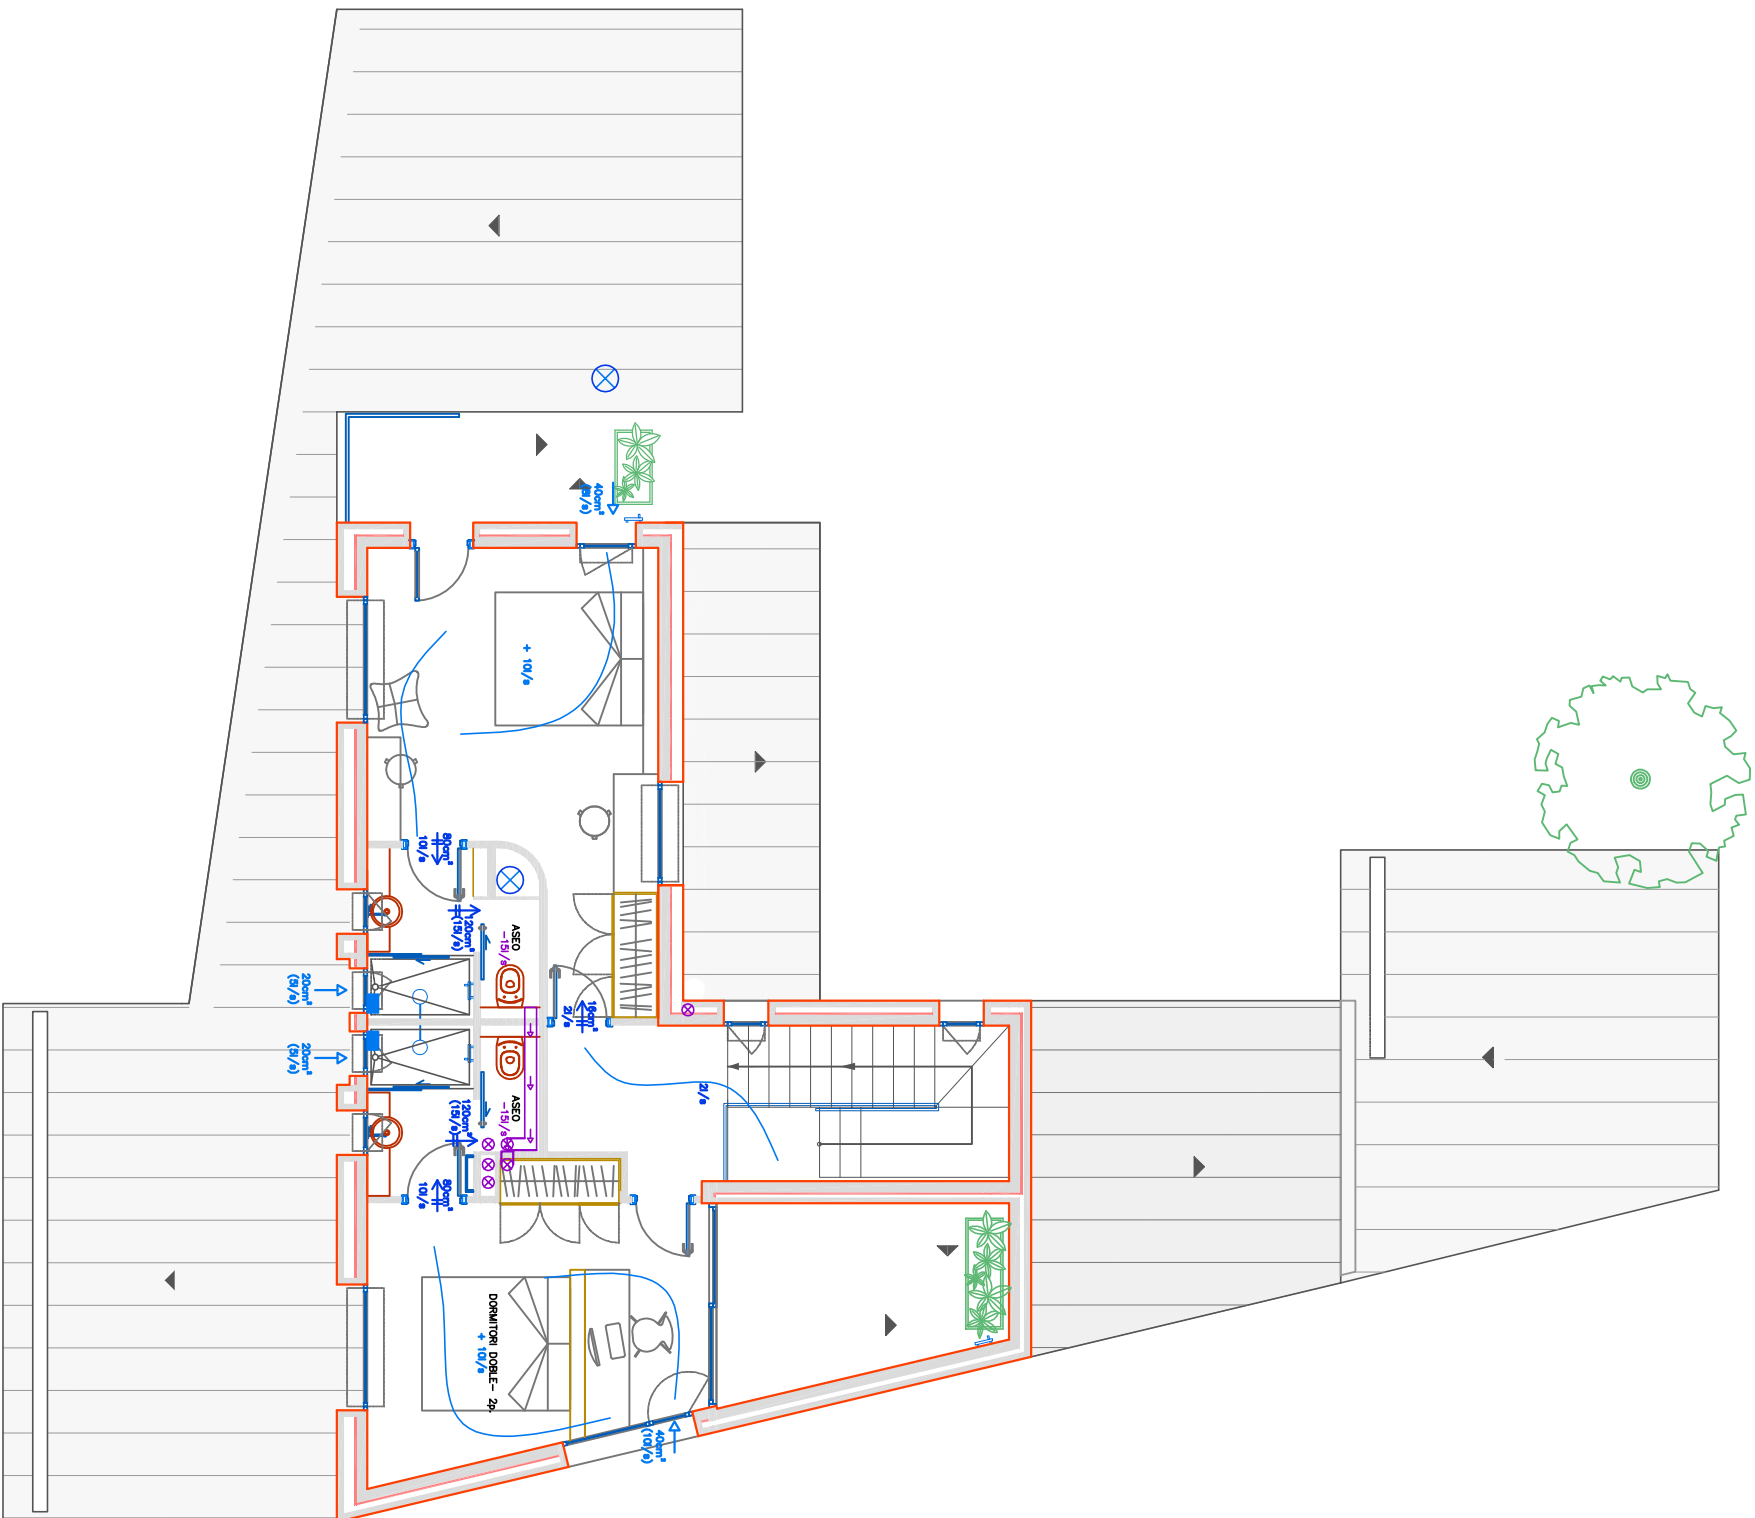 40cm²
(5l/s)
+ 10l/s
80cm²
10l/s
120cm²
(15l/s)
ASEO
-15l/s
20cm²
(5l/s)
16cm²
2l/s
20cm²
(5l/s)
2l/s
120cm²
(15l/s)
ASEO
-15l/s
80cm²
10l/s
DORMITORI DOBLE- 2p.
+ 10l/s
40cm²
(10l/s)